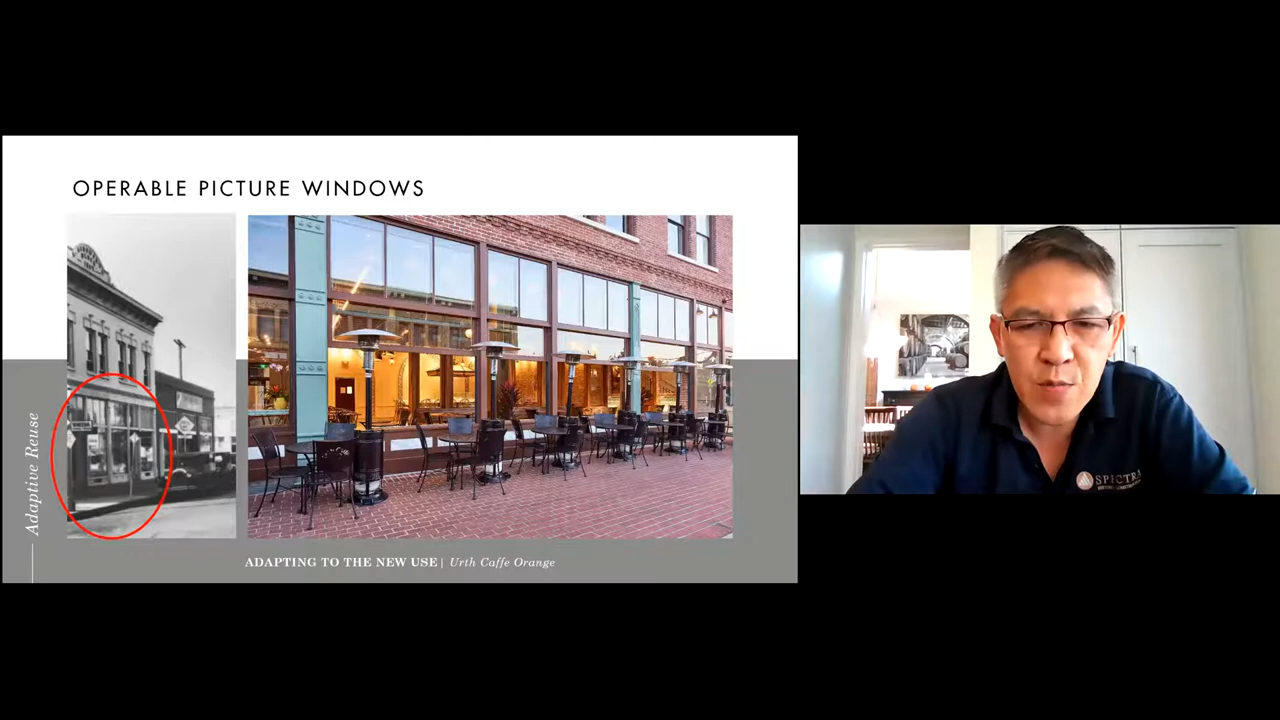 OPERABLE PICTURE WINDOWS
Adaptive Reuse
ADAPTING TO THE NEW USE | Urth Caffe Orange
SPECTRA